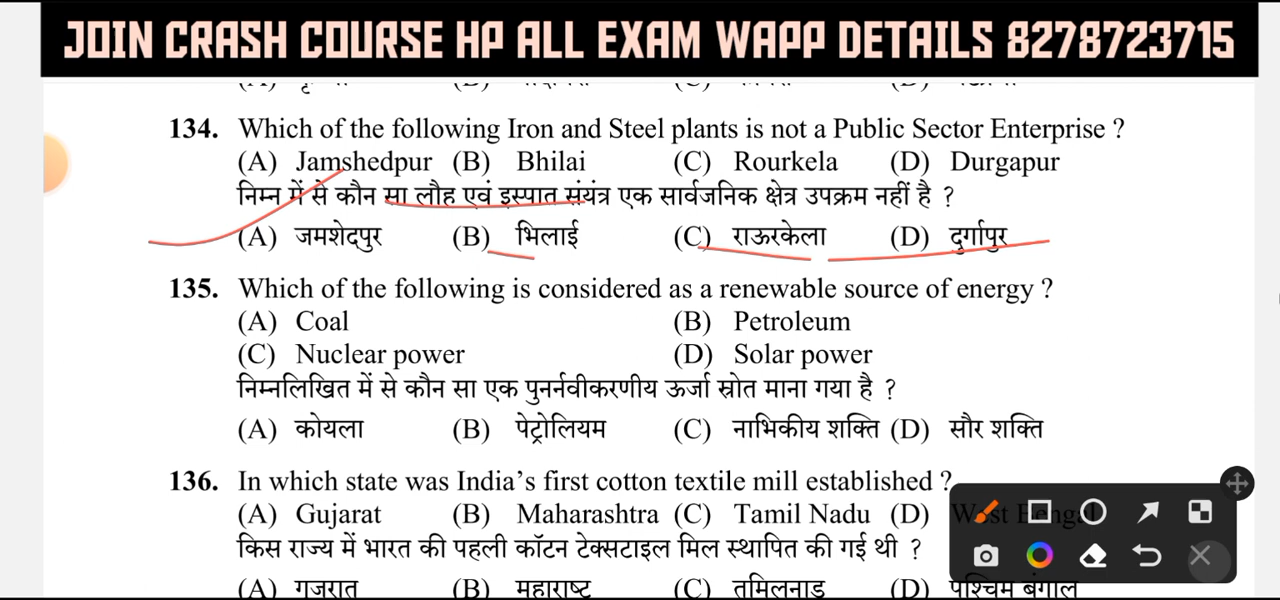 JOIN CRASH COURSE HP ALL EXAM WAPP DETAILS 8278723715
134. Which of the following Iron and Steel plants is not a Public Sector Enterprise ?
(A) Jamshedpur (B) Bhilai (C) Rourkela (D) Durgapur
निम्न में से कौन सा लौह एवं इस्पात संयंत्र एक सार्वजनिक क्षेत्र उपक्रम नहीं है ?
(A) जमशेदपुर (B) भिलाई (C) राऊरकेला (D) दुर्गापुर
135. Which of the following is considered as a renewable source of energy ?
(A) Coal (B) Petroleum
(C) Nuclear power (D) Solar power
निम्नलिखित में से कौन सा एक पुनर्नवीकरणीय ऊर्जा स्रोत माना गया है ?
(A) कोयला (B) पेट्रोलियम (C) नाभिकीय शक्ति (D) सौर शक्ति
136. In which state was India's first cotton textile mill established ?
(A) Gujarat (B) Maharashtra (C) Tamil Nadu (D) West Bengal
किस राज्य में भारत की पहली कॉटन टेक्सटाइल मिल स्थापित की गई थी ?
(A) गुजरात (B) महाराष्ट्र (C) तमिलनाडु (D) पश्चिम बंगाल